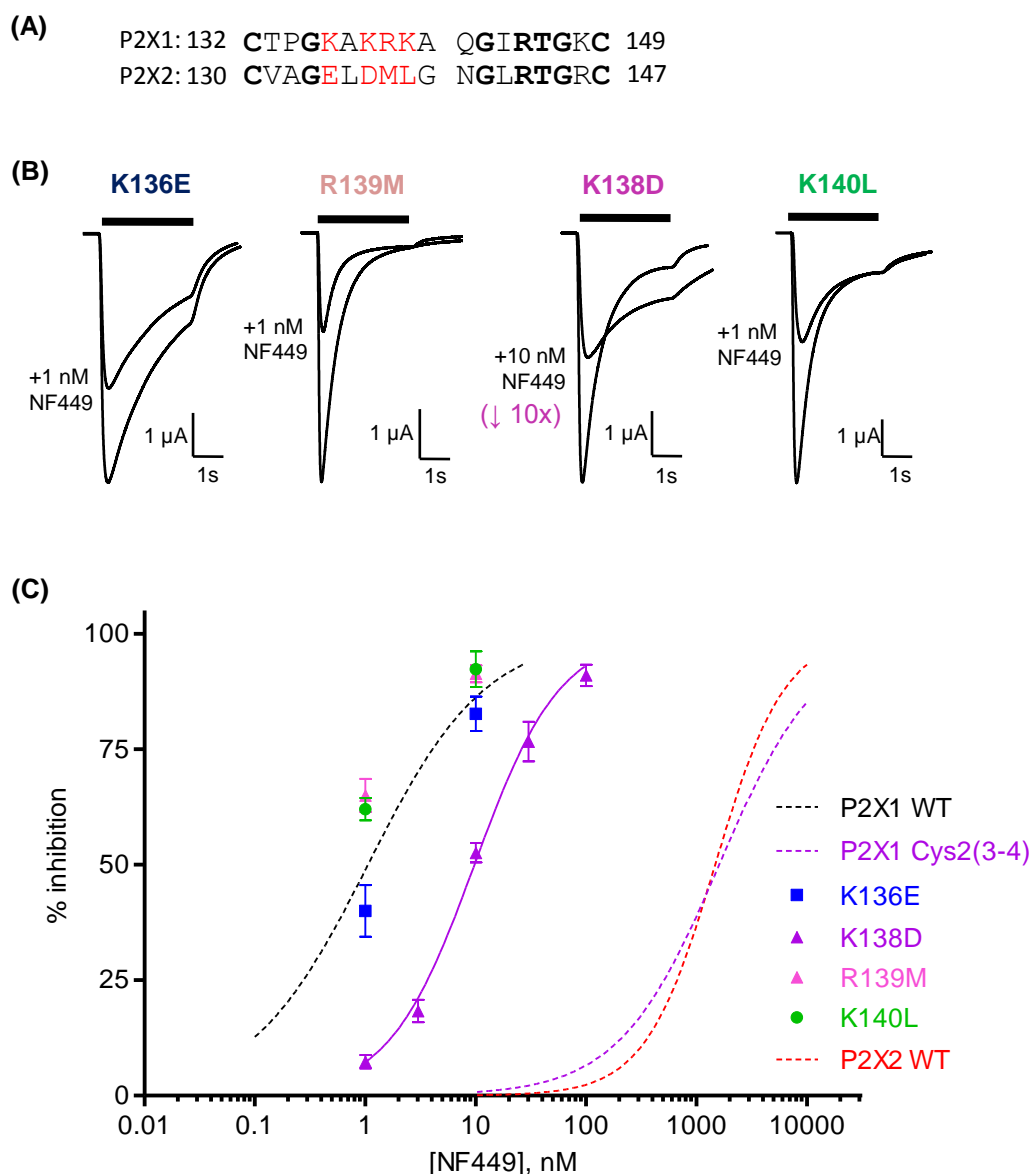 (A)
P2X1: 132 CTPGKAKRKA QGIRTGKC 149
P2X2: 130 CVAGELDMLG NGLRTGRC 147
(B)
K136E R139M K138D K140L
+1 nM
NF449
1 µA
1s
+1 nM
NF449
1 µA
1s
+10 nM
NF449
(↓ 10x)
1 µA
1s
+1 nM
NF449
1 µA
1s
(C)
% inhibition
100
75
50
25
0
0.01 0.1 1 10 100 1000 10000
[NF449], nM
P2X1 WT
P2X1 Cys2(3-4)
K136E
K138D
R139M
K140L
P2X2 WT